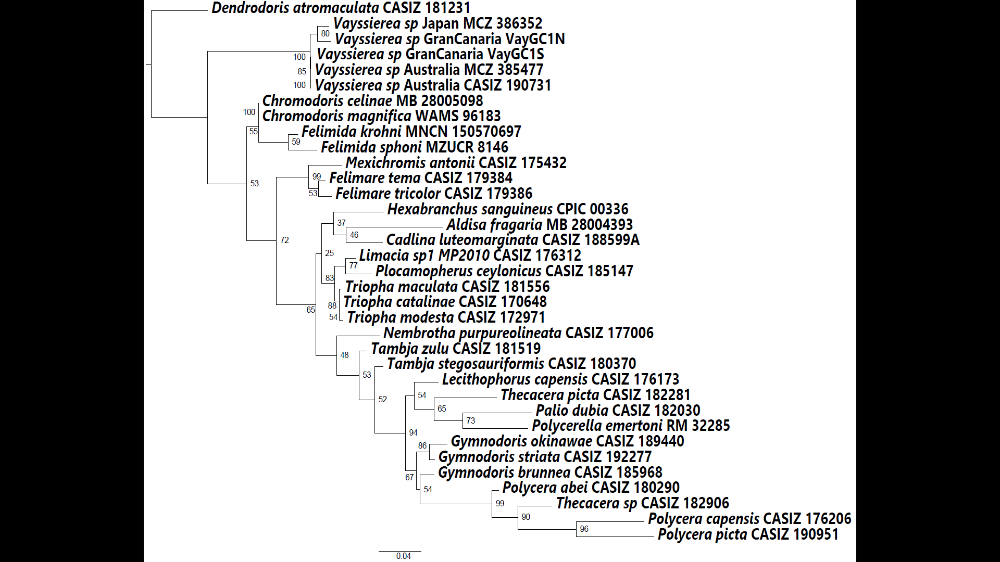 Dendrodoris atromaculata CASIZ 181231
Vayssierea sp Japan MCZ 386352
80
Vayssierea sp GranCanaria VayGC1N
Vayssierea sp GranCanaria VayGC1S
100
Vayssierea sp Australia MCZ 385477
85
Vayssierea sp Australia CASIZ 190731
100
Chromodoris celinae MB 28005098
100
Chromodoris magnifica WAMS 96183
55
Felimida krohni MNCN 150570697
59
Felimida sphoni MZUCR 8146
Mexichromis antonii CASIZ 175432
99
Felimare tema CASIZ 179384
53
53
Felimare tricolor CASIZ 179386
Hexabranchus sanguineus CPIC 00336
37
Aldisa fragaria MB 28004393
46
Cadlina luteomarginata CASIZ 188599A
72
25
Limacia sp1 MP2010 CASIZ 176312
77
Plocamopherus ceylonicus CASIZ 185147
83
Triopha maculata CASIZ 181556
Triopha catalinae CASIZ 170648
88
65
54
Triopha modesta CASIZ 172971
Nembrotha purpureolineata CASIZ 177006
48
Tambja zulu CASIZ 181519
Tambja stegosauriformis CASIZ 180370
53
Lecithophorus capensis CASIZ 176173
54
Thecacera picta CASIZ 182281
52
65
Palio dubia CASIZ 182030
73
Polycerella emertoni RM 32285
94
Gymnodoris okinawae CASIZ 189440
86
Gymnodoris striata CASIZ 192277
Gymnodoris brunnea CASIZ 185968
67
54
Polycera abei CASIZ 180290
99
Thecacera sp CASIZ 182906
90
Polycera capensis CASIZ 176206
96
Polycera picta CASIZ 190951
0.04